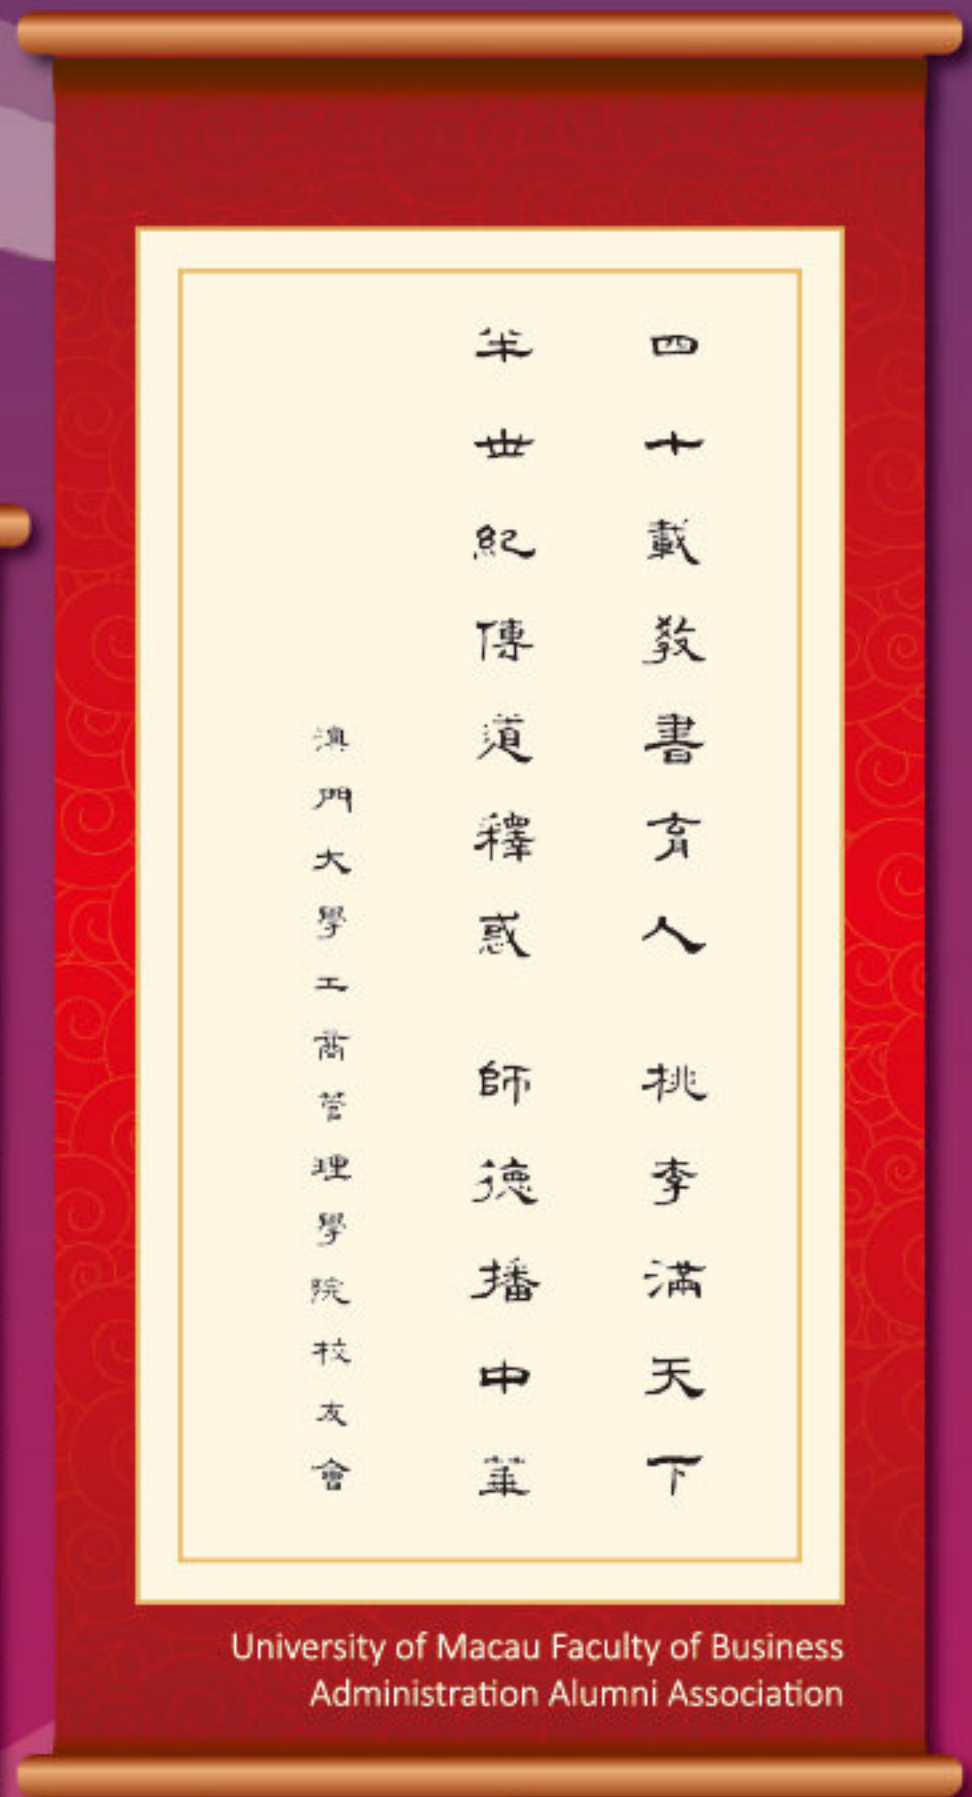 四十載教書育人 桃李滿天下
半世紀傳道釋惑 師德播中華
澳門大學工商管理學院校友會
University of Macau Faculty of Business
Administration Alumni Association